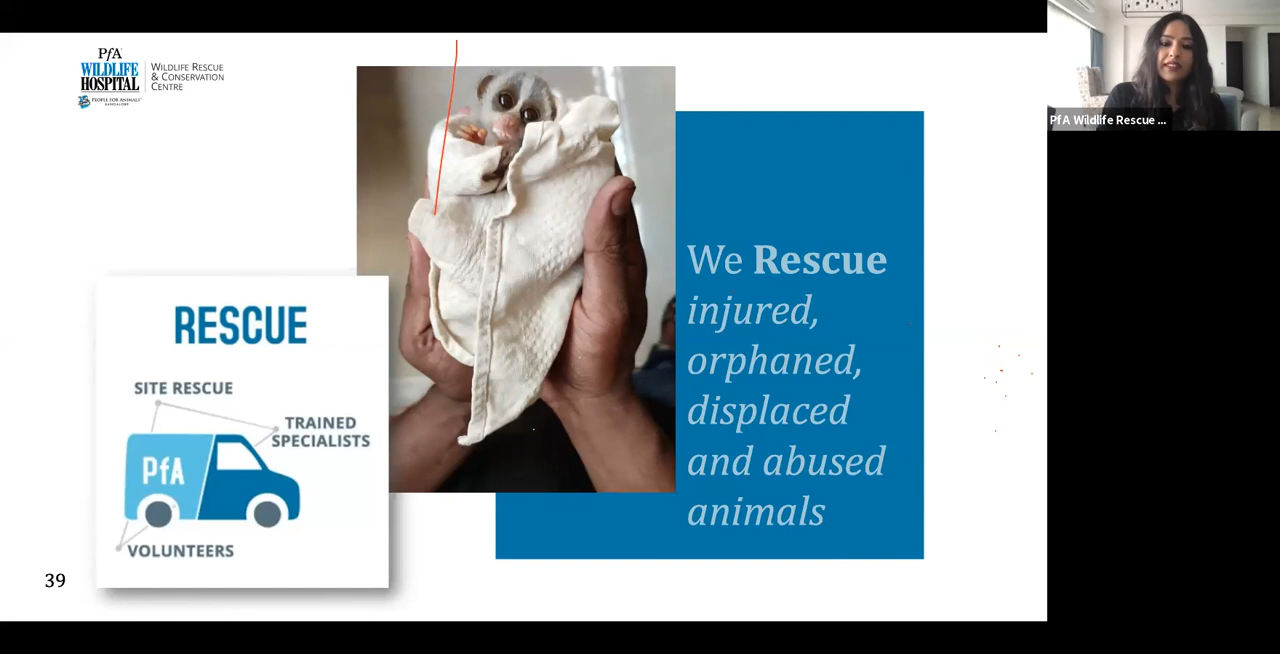 PfA
WILDLIFE
HOSPITAL
PEOPLE FOR ANIMALS
BANGALORE
WILDLIFE RESCUE
& CONSERVATION
CENTRE
PfA Wildlife Rescue ...
We Rescue
injured,
orphaned,
displaced
and abused
animals
RESCUE
SITE RESCUE
TRAINED
SPECIALISTS
PfA
VOLUNTEERS
39